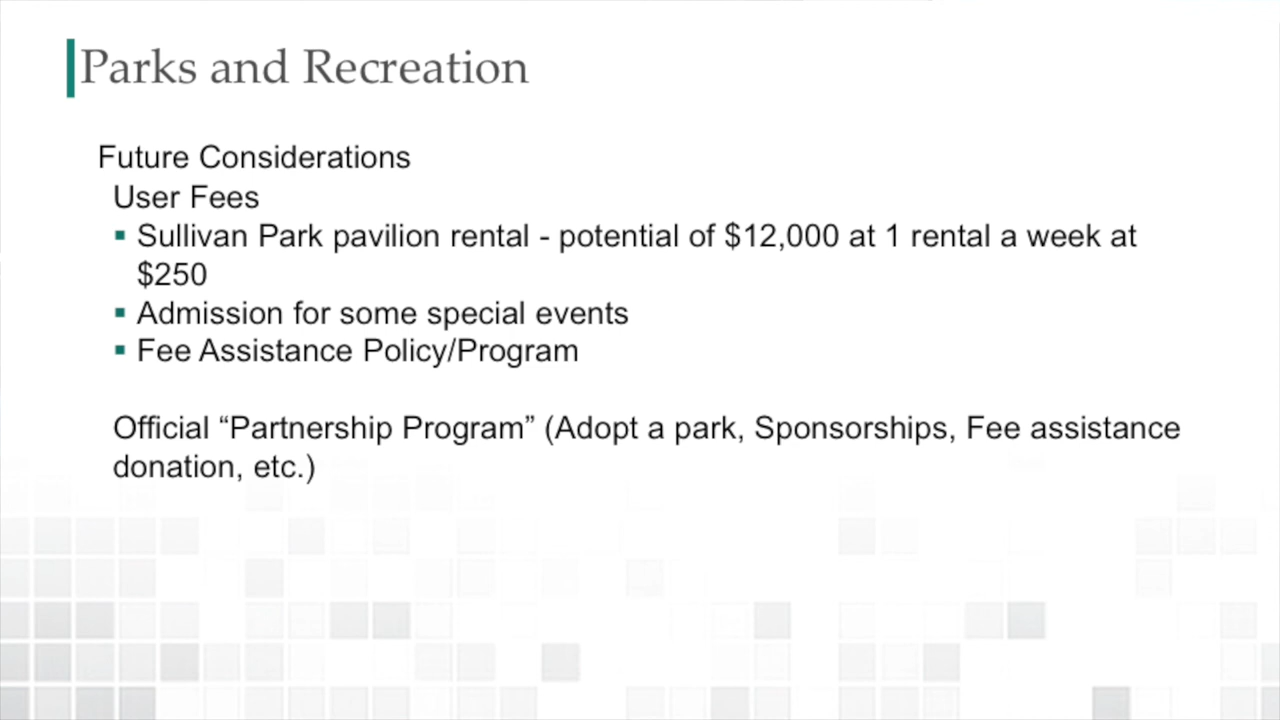 Parks and Recreation
Future Considerations
User Fees
▪ Sullivan Park pavilion rental - potential of $12,000 at 1 rental a week at
$250
▪ Admission for some special events
▪ Fee Assistance Policy/Program
Official “Partnership Program” (Adopt a park, Sponsorships, Fee assistance
donation, etc.)